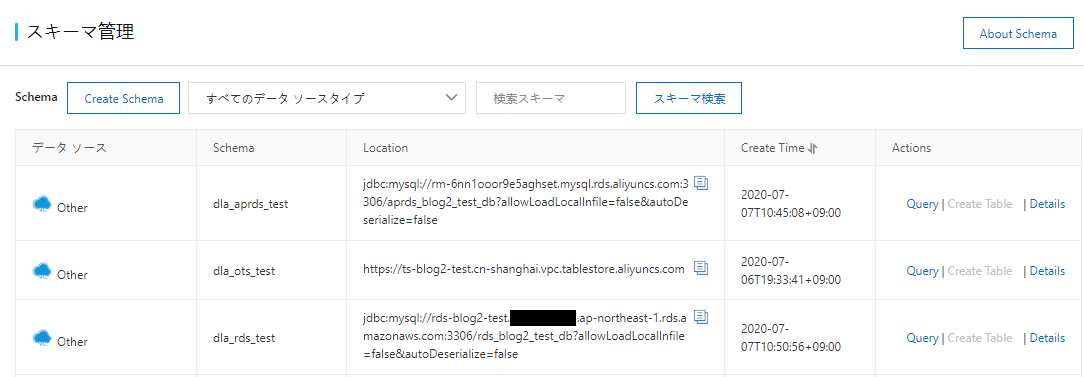 スキーマ管理
About Schema
Schema
Create Schema
すべてのデータ ソースタイプ
検索スキーマ
スキーマ検索
データ ソース
Schema
Location
Create Time
Actions
Other
dla_aprds_test
jdbc:mysql://rm-6nn1ooor9e5aghset.mysql.rds.aliyuncs.com:3
306/aprds_blog2_test_db?allowLoadLocalInfile=false&autoDe
serialize=false
2020-07-
07T10:45:08+09:00
Query | Create Table | Details
Other
dla_ots_test
https://ts-blog2-test.cn-shanghai.vpc.tablestore.aliyuncs.com
2020-07-
06T19:33:41+09:00
Query | Create Table | Details
Other
dla_rds_test
jdbc:mysql://rds-blog2-test. .ap-northeast-1.rds.a
mazonaws.com:3306/rds_blog2_test_db?allowLoadLocalInfile
=false&autoDeserialize=false
2020-07-
07T10:50:56+09:00
Query | Create Table | Details